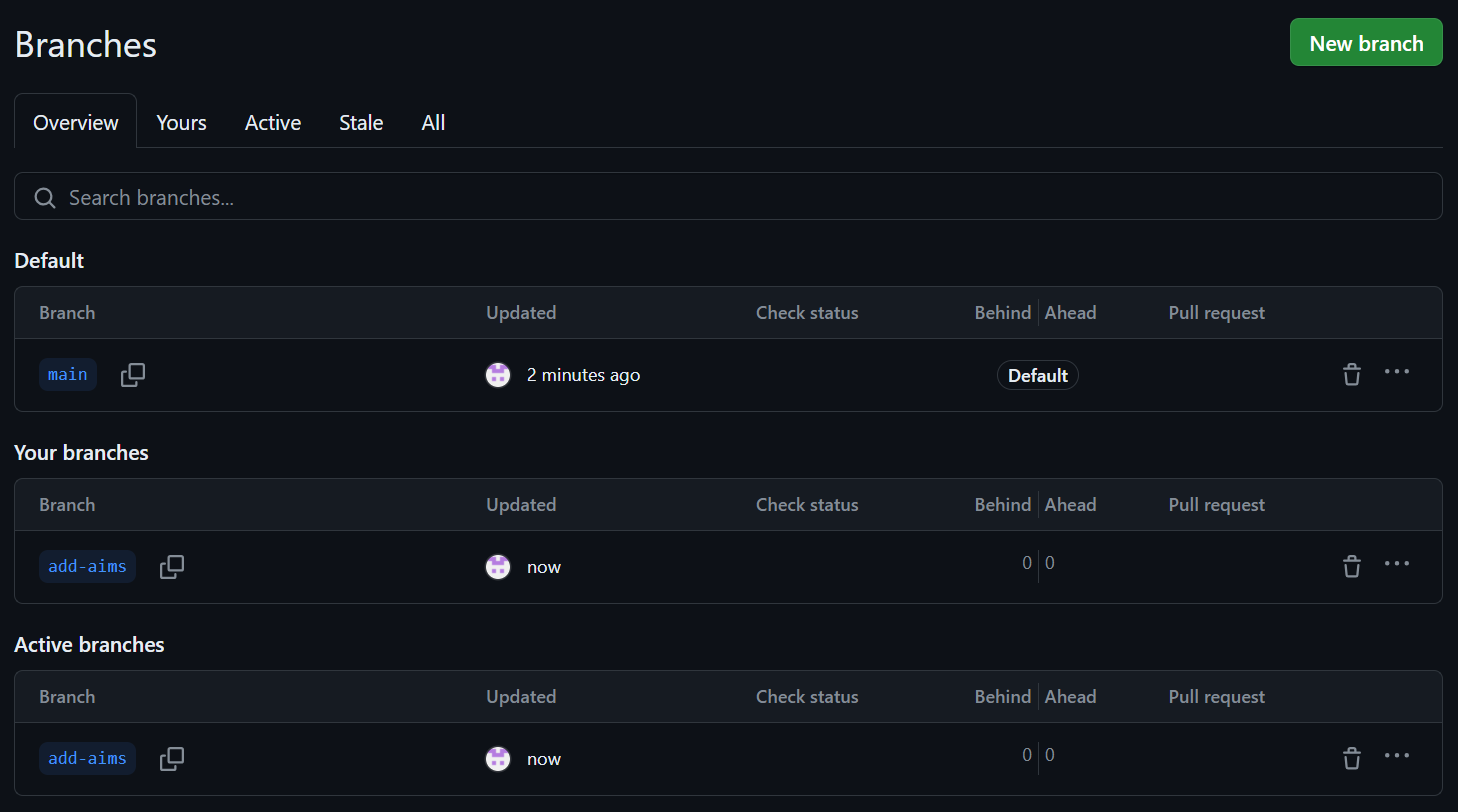 Branches
New branch
Overview Yours Active Stale All
Search branches...
Default
Branch Updated Check status Behind Ahead Pull request
main 2 minutes ago Default
Your branches
Branch Updated Check status Behind Ahead Pull request
add-aims now 0 0
Active branches
Branch Updated Check status Behind Ahead Pull request
add-aims now 0 0